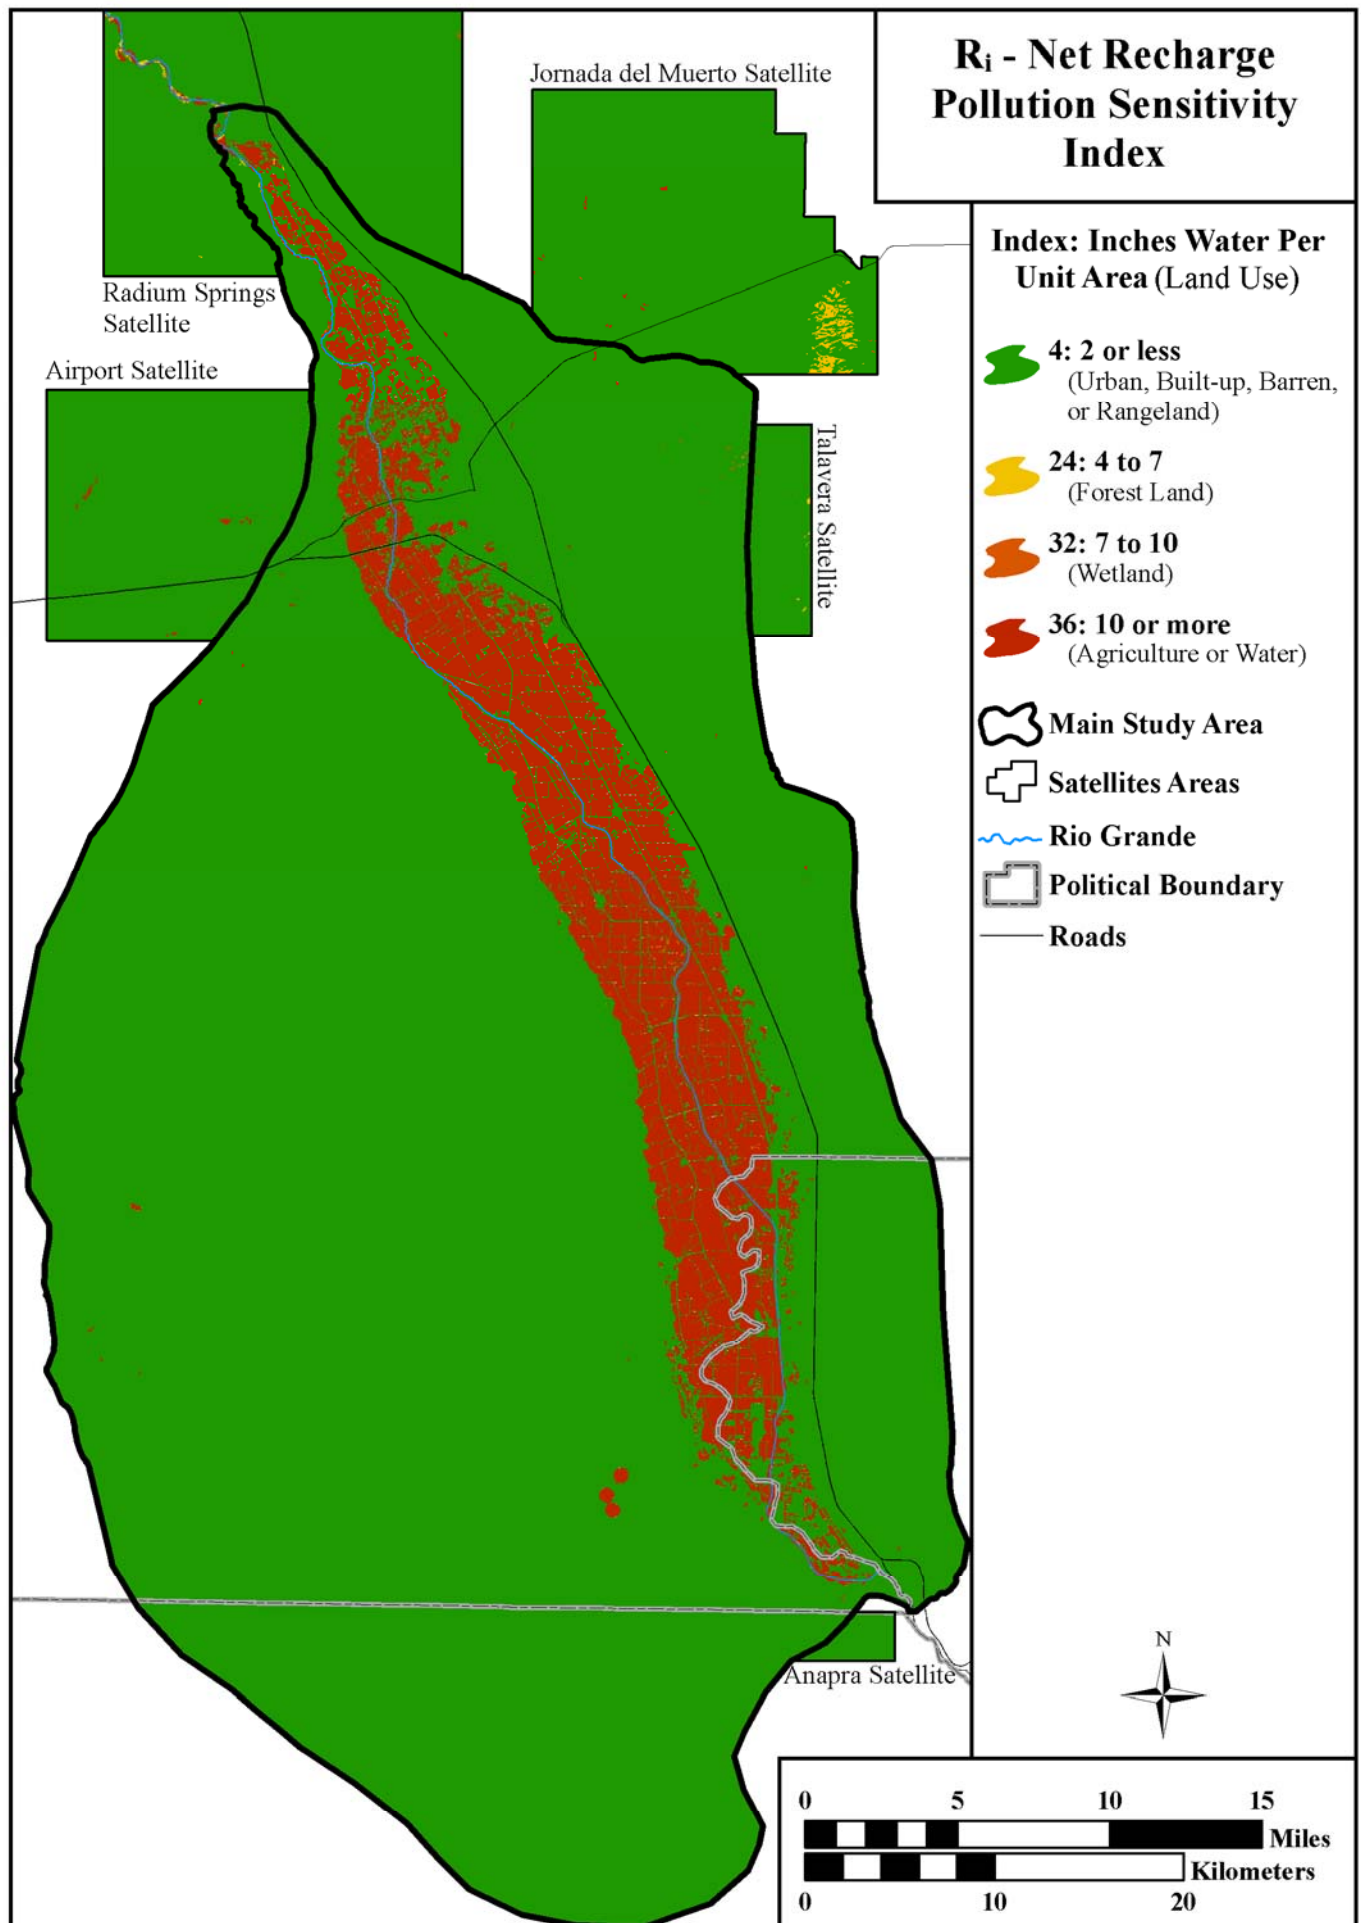 R₁ - Net Recharge
Pollution Sensitivity
Index
Index: Inches Water Per
Unit Area (Land Use)
4: 2 or less
(Urban, Built-up, Barren,
or Rangeland)
24: 4 to 7
(Forest Land)
32: 7 to 10
(Wetland)
36: 10 or more
(Agriculture or Water)
Main Study Area
Satellites Areas
Rio Grande
Political Boundary
Roads
Jornada del Muerto Satellite
Radium Springs
Satellite
Airport Satellite
Talavera Satellite
Anapra Satellite
N
0 5 10 15
Miles
Kilometers
0 10 20